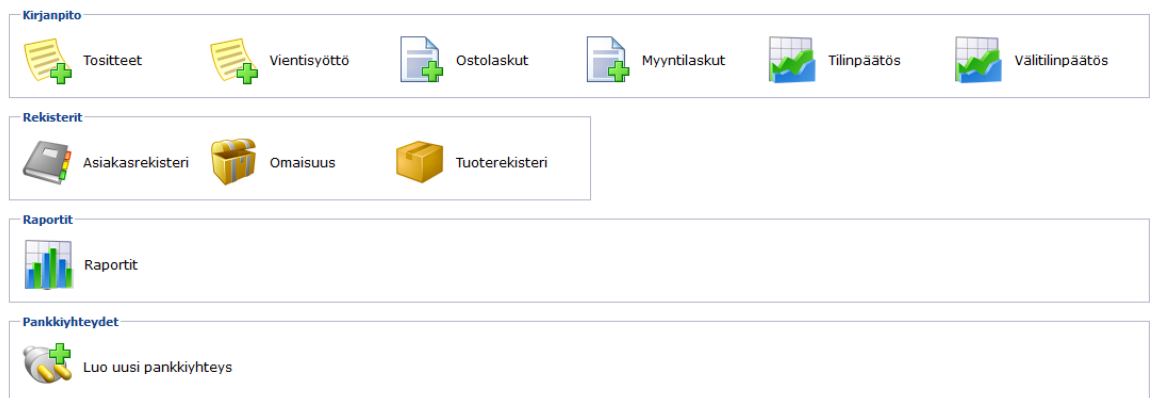 Kirjanpito
Tositteet Vientisyöttö Ostolaskut Myyntilaskut Tilinpäätös Välitilinpäätös
Rekisterit
Asiakasrekisteri Omaisuus Tuoterekisteri
Raportit
Raportit
Pankkiyhteydet
Luo uusi pankkiyhteys